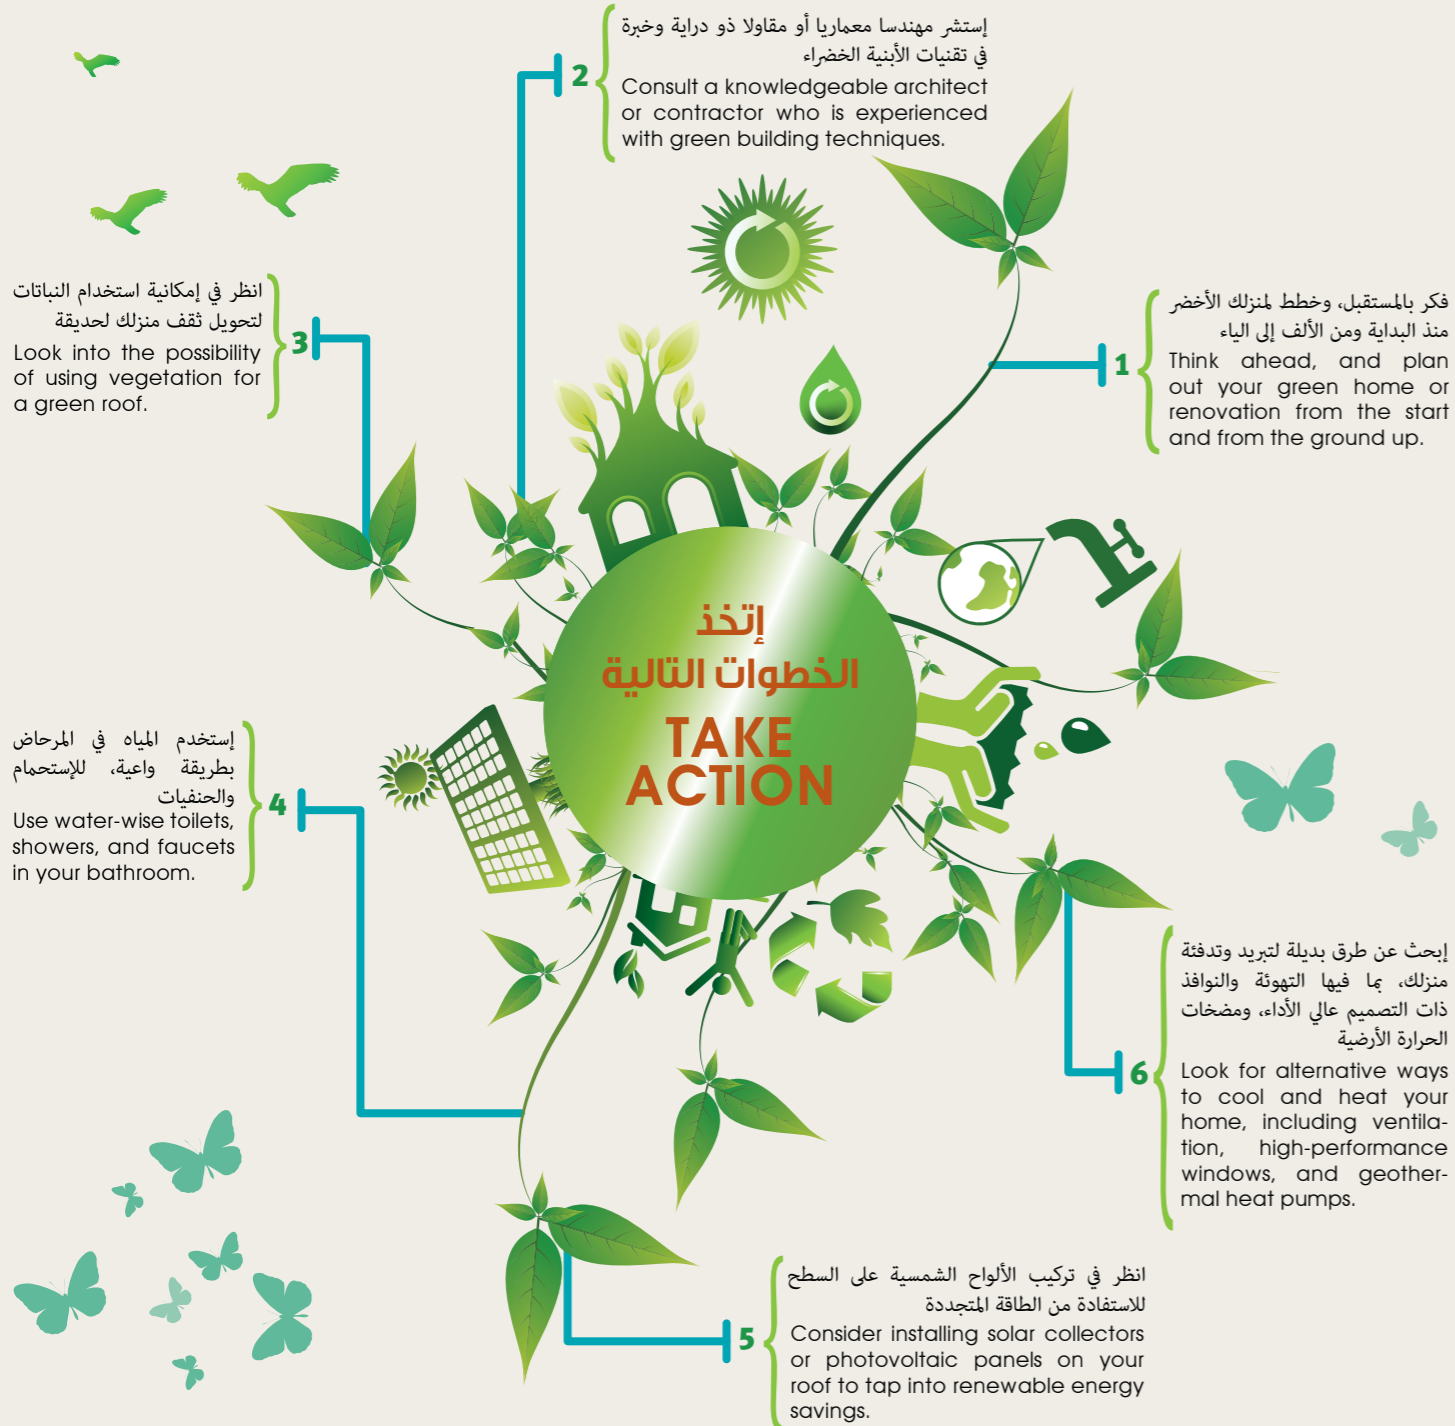 إتخذ
الخطوات التالية
TAKE
ACTION
1
فكر بالمستقبل، وخطط لمنزلك الأخضر
منذ البداية ومن الألف إلى الياء
Think ahead, and plan
out your green home or
renovation from the start
and from the ground up.
2
إستشر مهندسا معماريا أو مقاولا ذو دراية وخبرة
في تقنيات الأبنية الخضراء
Consult a knowledgeable architect
or contractor who is experienced
with green building techniques.
3
انظر في إمكانية استخدام النباتات
لتحويل ثقف منزلك لحديقة
Look into the possibility
of using vegetation for
a green roof.
4
إستخدم المياه في المرحاض
بطريقة واعية، للإستحمام
والحنفيات
Use water-wise toilets,
showers, and faucets
in your bathroom.
5
انظر في تركيب الألواح الشمسية على السطح
للاستفادة من الطاقة المتجددة
Consider installing solar collectors
or photovoltaic panels on your
roof to tap into renewable energy
savings.
6
إبحث عن طرق بديلة لتبريد وتدفئة
منزلك، بما فيها التهوئة والنوافذ
ذات التصميم عالي الأداء، ومضخات
الحرارة الأرضية
Look for alternative ways
to cool and heat your
home, including ventila-
tion, high-performance
windows, and geother-
mal heat pumps.